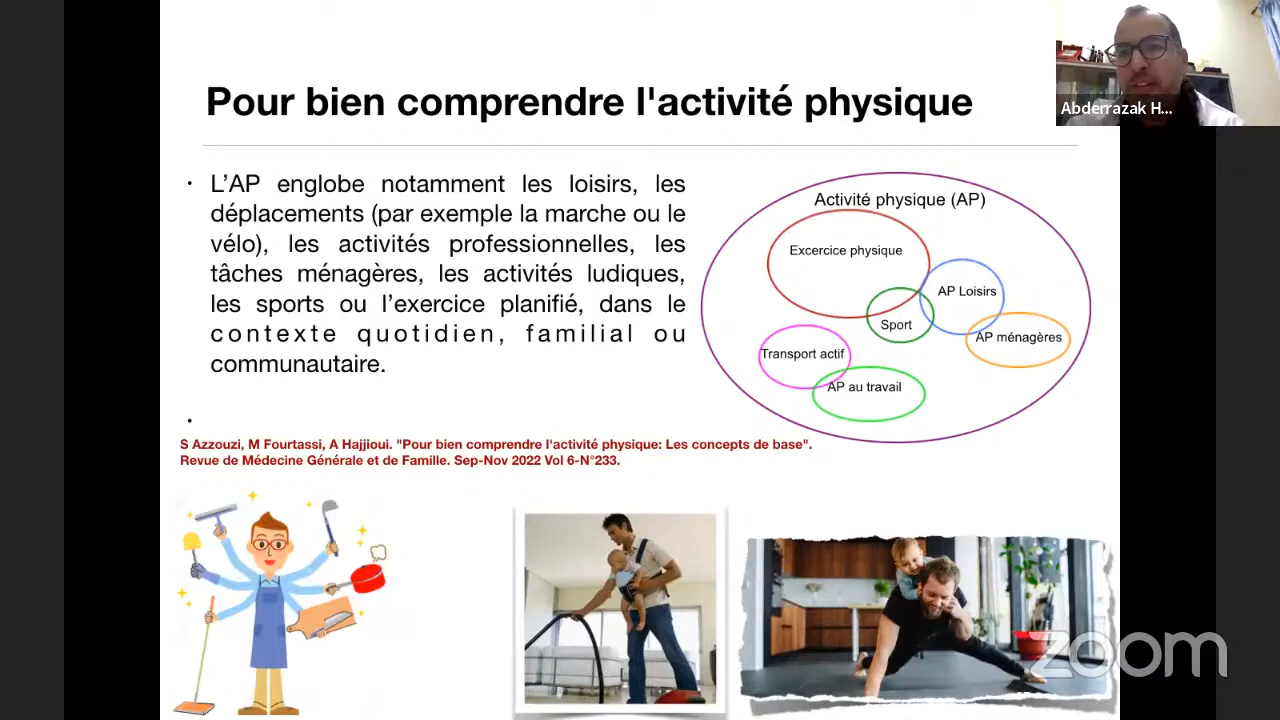 Pour bien comprendre l'activité physique
Abderrazak H...
• L’AP englobe notamment les loisirs, les
déplacements (par exemple la marche ou le
vélo), les activités professionnelles, les
tâches ménagères, les activités ludiques,
les sports ou l’exercice planifié, dans le
contexte quotidien, familial ou
communautaire.
•
Activité physique (AP)
Excercice physique
AP Loisirs
Sport
AP ménagères
Transport actif
AP au travail
S Azzouzi, M Fourtassi, A Hajjioui. "Pour bien comprendre l'activité physique: Les concepts de base".
Revue de Médecine Générale et de Famille. Sep-Nov 2022 Vol 6-N°233.
zoom